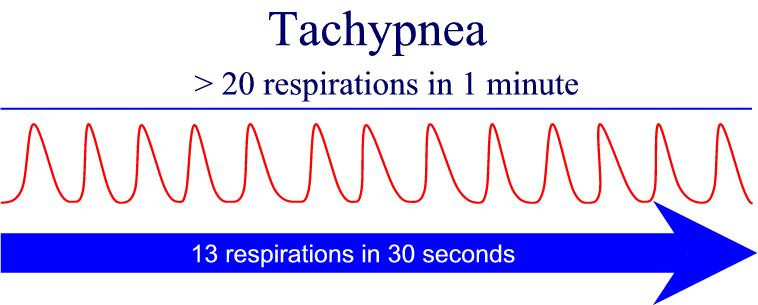 Tachypnea
> 20 respirations in 1 minute
13 respirations in 30 seconds